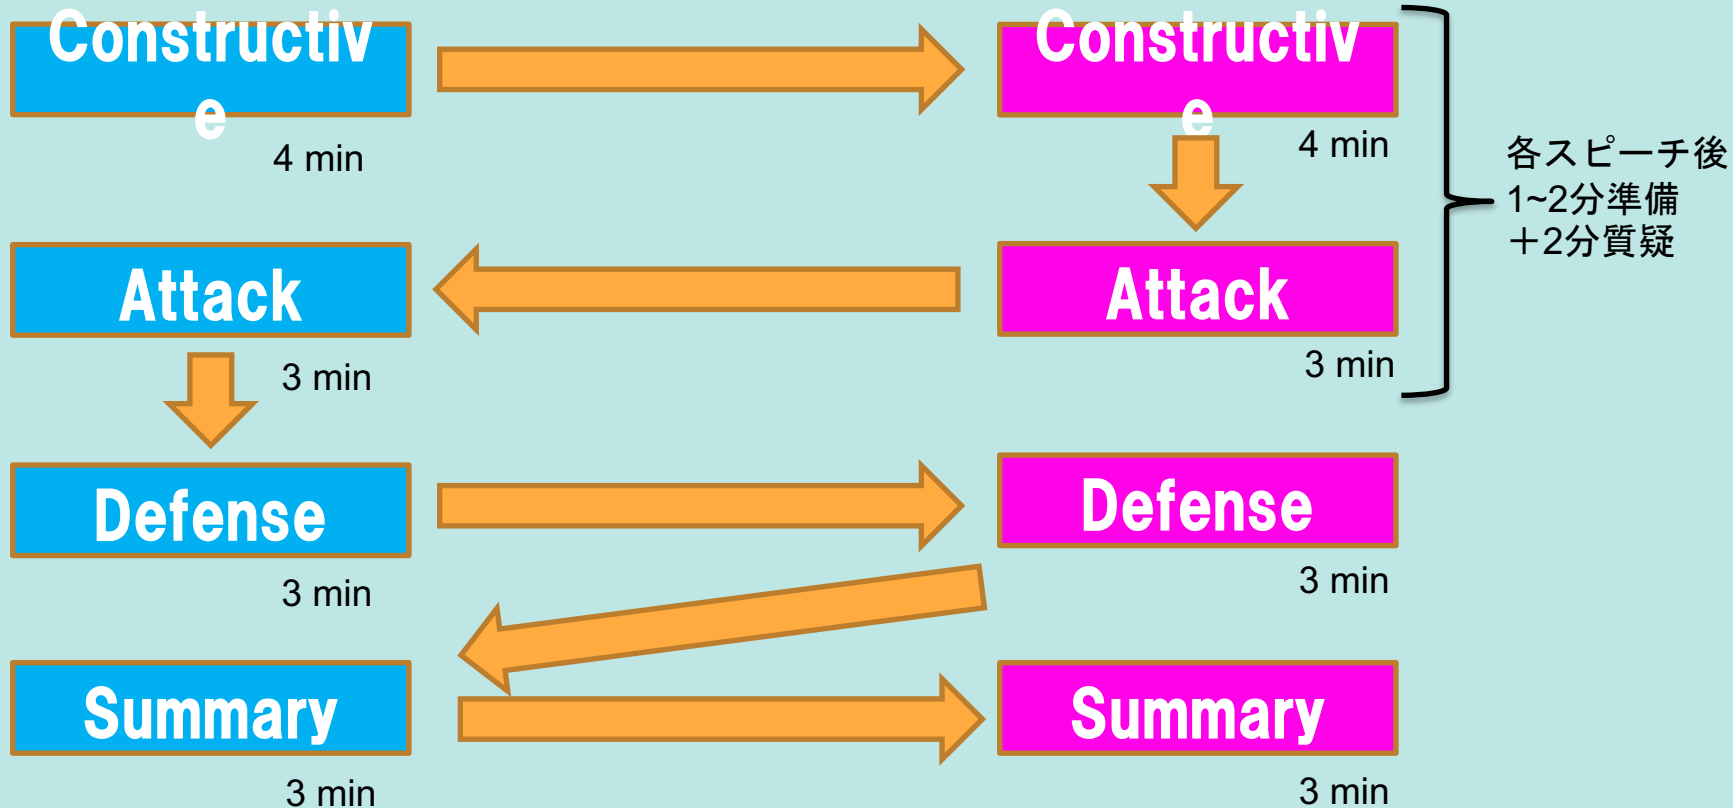 Constructiv
e
4 min
Constructiv
e
4 min
各スピーチ後
1~2分準備
＋2分質疑
Attack
3 min
Attack
3 min
Defense
3 min
Defense
3 min
Summary
3 min
Summary
3 min